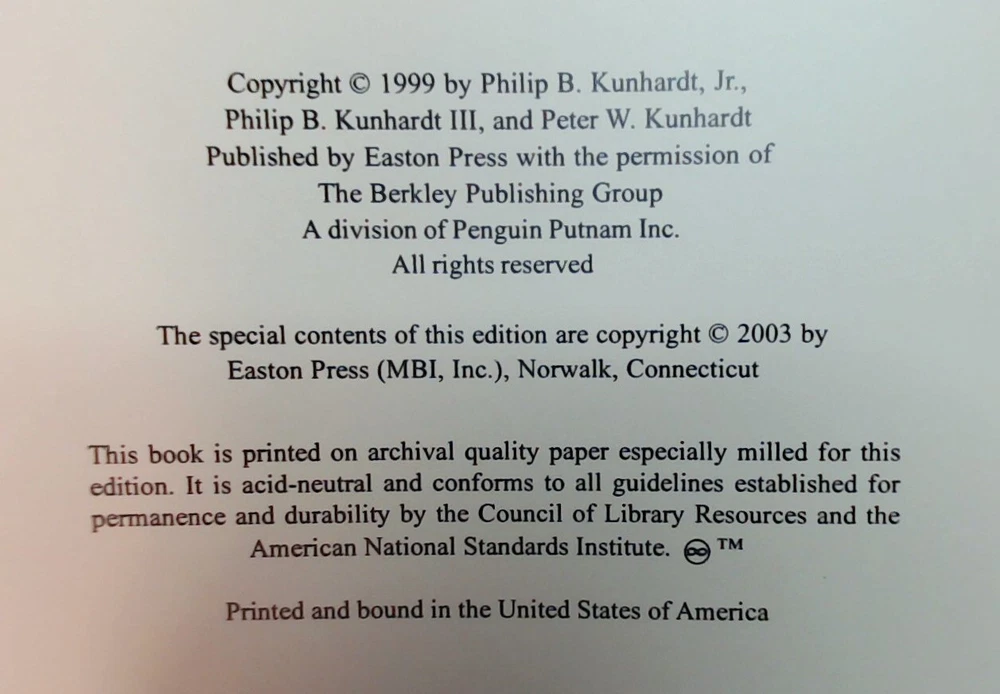 Copyright © 1999 by Philip B. Kunhardt, Jr.,
Philip B. Kunhardt III, and Peter W. Kunhardt
Published by Easton Press with the permission of
The Berkley Publishing Group
A division of Penguin Putnam Inc.
All rights reserved
The special contents of this edition are copyright © 2003 by
Easton Press (MBI, Inc.), Norwalk, Connecticut
This book is printed on archival quality paper especially milled for this
edition. It is acid-neutral and conforms to all guidelines established for
permanence and durability by the Council of Library Resources and the
American National Standards Institute. ♾ ™
Printed and bound in the United States of America